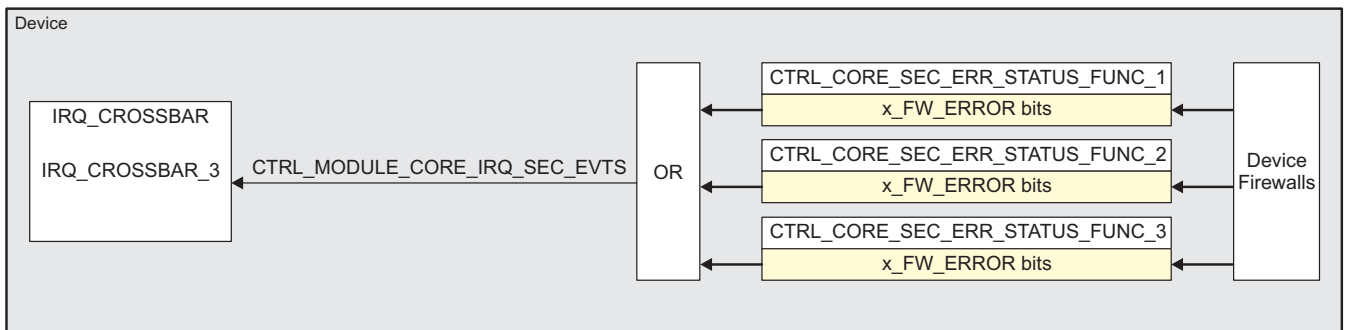 Device
IRQ_CROSSBAR
IRQ_CROSSBAR_3
CTRL_MODULE_CORE_IRQ_SEC_EVTS
OR
CTRL_CORE_SEC_ERR_STATUS_FUNC_1
x_FW_ERROR bits
CTRL_CORE_SEC_ERR_STATUS_FUNC_2
x_FW_ERROR bits
CTRL_CORE_SEC_ERR_STATUS_FUNC_3
x_FW_ERROR bits
Device
Firewalls